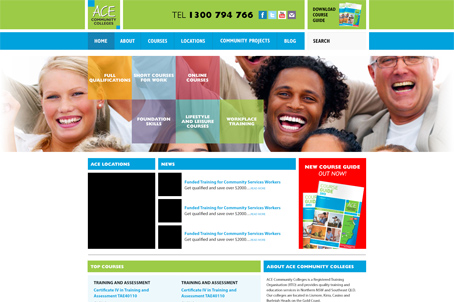 ACE
COMMUNITY
COLLEGES
TEL 1300 794 766
DOWNLOAD
COURSE
GUIDE
HOME ABOUT COURSES LOCATIONS COMMUNITY PROJECTS BLOG SEARCH
FULL
QUALIFICATIONS
SHORT COURSES
FOR WORK
ONLINE
COURSES
FOUNDATION
SKILLS
LIFESTYLE
AND LEISURE
COURSES
WORKPLACE
TRAINING
ACE LOCATIONS
NEWS
Funded Training for Community Services Workers
Get qualified and save over $2000.... READ MORE
Funded Training for Community Services Workers
Get qualified and save over $2000.... READ MORE
Funded Training for Community Services Workers
Get qualified and save over $2000.... READ MORE
NEW COURSE GUIDE
OUT NOW!
COURSE
GUIDE
TOP COURSES
TRAINING AND ASSESSMENT
Certificate IV in Training and
Assessment TAE40110
TRAINING AND ASSESSMENT
Certificate IV in Training and
Assessment TAE40110
ABOUT ACE COMMUNITY COLLEGES
ACE Community Colleges is a Registered Training
Organisation (RTO) and provides quality training and
education services in Northern NSW and Southeast QLD.
Our colleges are located in Lismore, Kyogle, Casino and
Burleigh Heads on the Gold Coast.